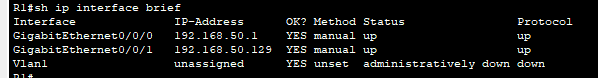 R1#sh ip interface brief
Interface              IP-Address      OK? Method Status                Protocol
GigabitEthernet0/0/0   192.168.50.1    YES manual up                    up
GigabitEthernet0/0/1   192.168.50.129  YES manual up                    up
Vlan1                  unassigned      YES unset  administratively down down
R1#